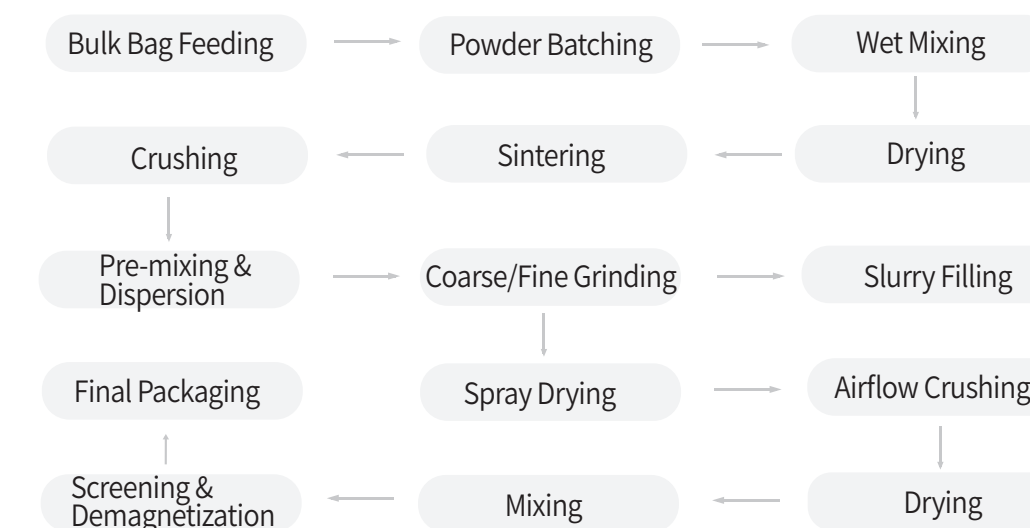 Bulk Bag Feeding
Powder Batching
Wet Mixing
Crushing
Sintering
Drying
Pre-mixing &
Dispersion
Coarse/Fine Grinding
Slurry Filling
Final Packaging
Spray Drying
Airflow Crushing
Screening &
Demagnetization
Mixing
Drying